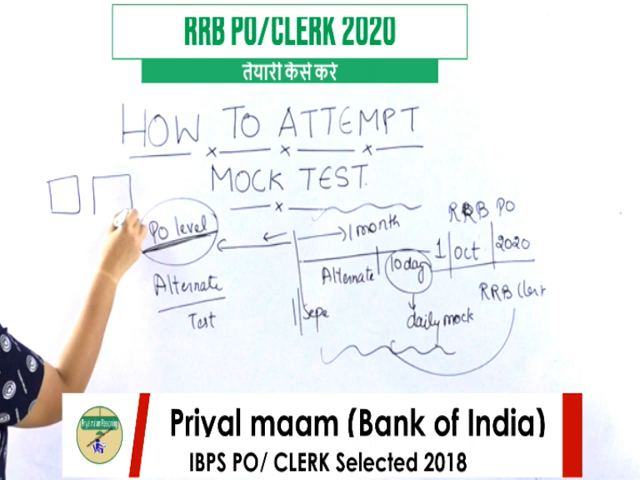 RRB PO/CLERK 2020
तैयारी कैसे करे
HOW TO ATTEMPT
MOCK TEST.
RRB PO
1 month
PO level
1 Oct 2020
Alternate 10 day
Alternate
Test
RRB Clerk
Sepe
daily mock
Priyal maam (Bank of India)
IBPS PO/ CLERK Selected 2018